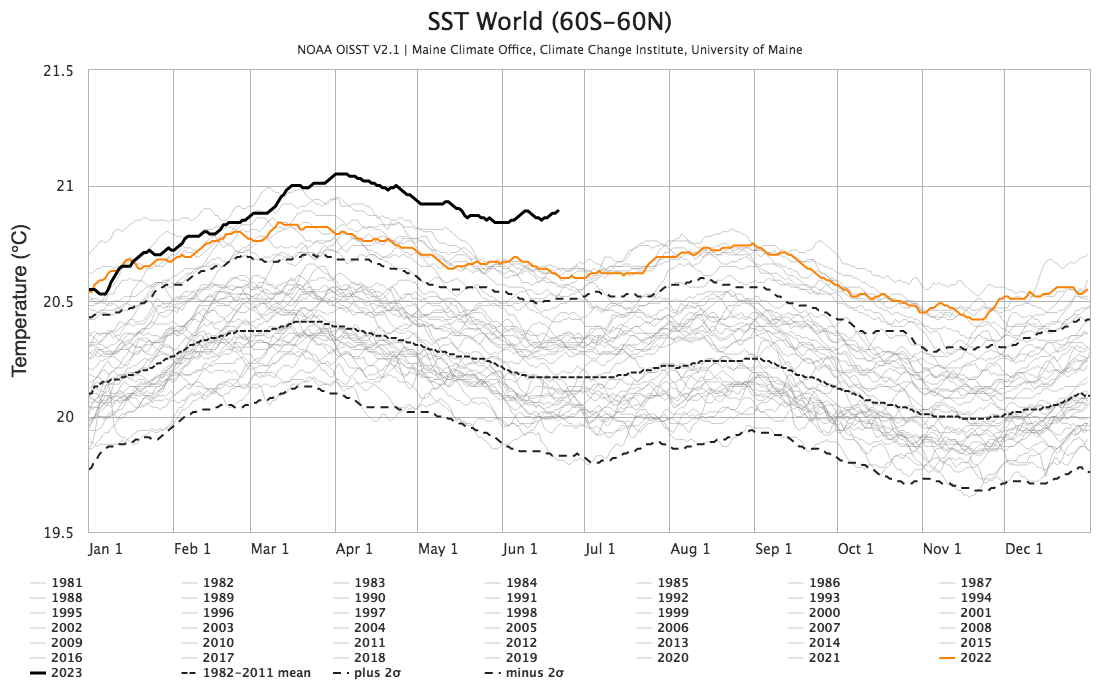 SST World (60S–60N)
NOAA OISST V2.1 | Maine Climate Office, Climate Change Institute, University of Maine
Temperature (°C)
21.5
21
20.5
20
19.5
Jan 1 Feb 1 Mar 1 Apr 1 May 1 Jun 1 Jul 1 Aug 1 Sep 1 Oct 1 Nov 1 Dec 1
1981 1982 1983 1984 1985 1986 1987
1988 1989 1990 1991 1992 1993 1994
1995 1996 1997 1998 1999 2000 2001
2002 2003 2004 2005 2006 2007 2008
2009 2010 2011 2012 2013 2014 2015
2016 2017 2018 2019 2020 2021 2022
2023 1982–2011 mean plus 2σ minus 2σ